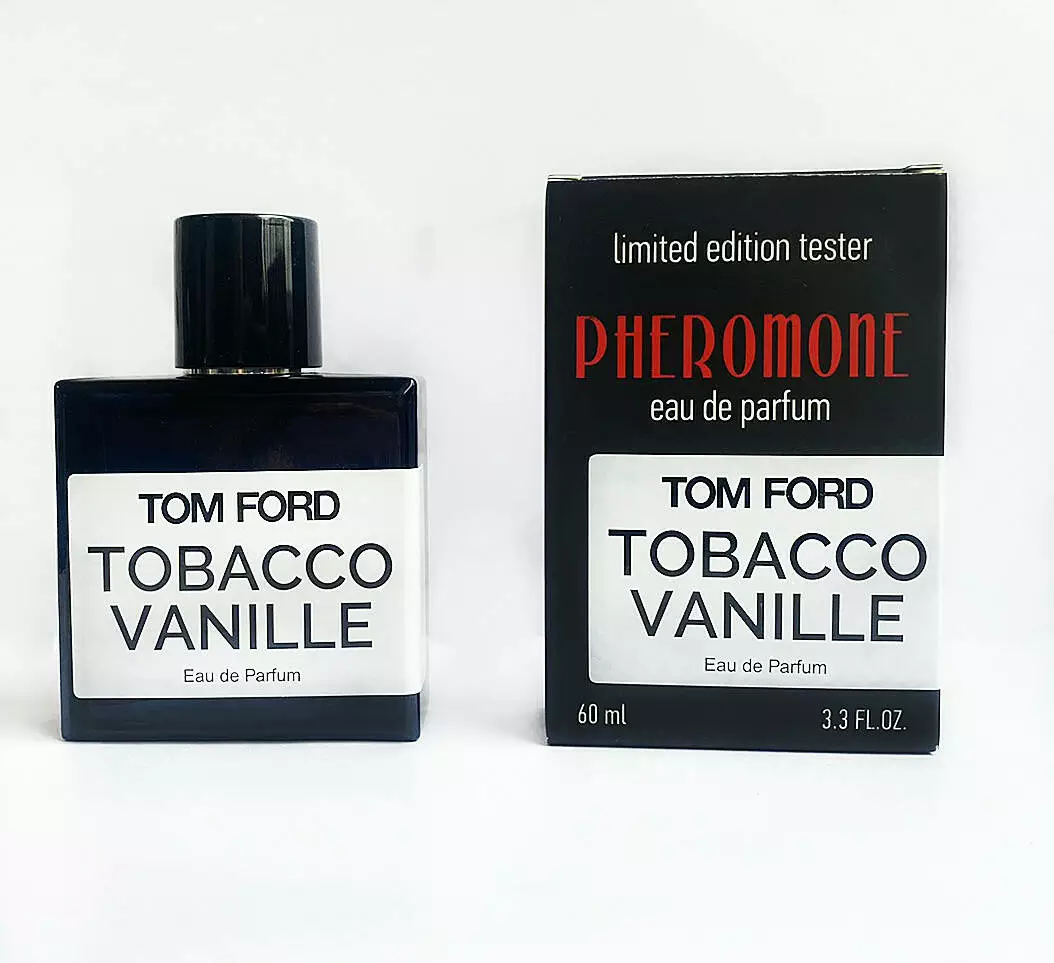 TOM FORD
TOBACCO
VANILLE
Eau de Parfum
limited edition tester
PHEROMONE
eau de parfum
TOM FORD
TOBACCO
VANILLE
Eau de Parfum
60 ml
3.3 FL.OZ.